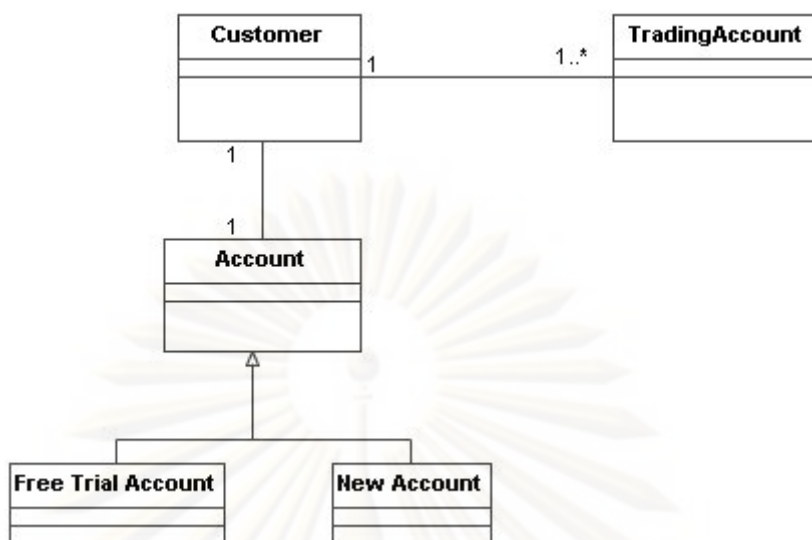 Customer
TradingAccount
1
1..*
1
1
Account
Free Trial Account
New Account